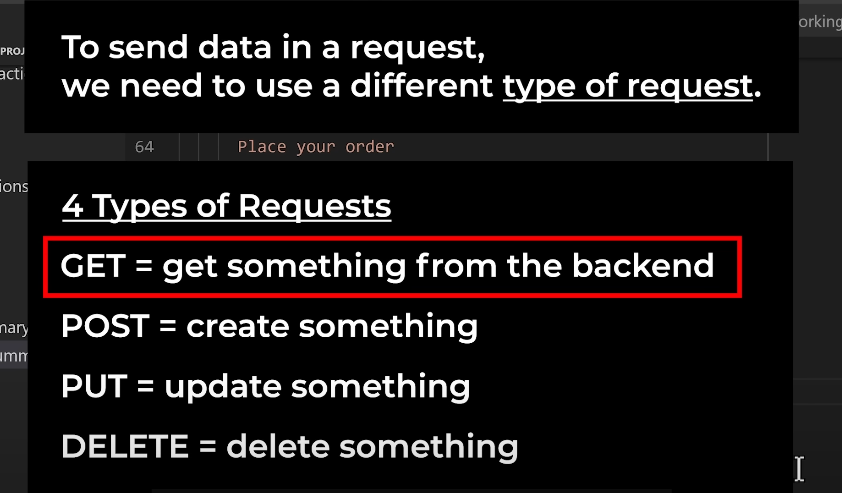 orking
To send data in a request,
PROJ
we need to use a different type of request.
acti
64 Place your order
ions
4 Types of Requests
GET = get something from the backend
POST = create something
mary
umm
PUT = update something
DELETE = delete something